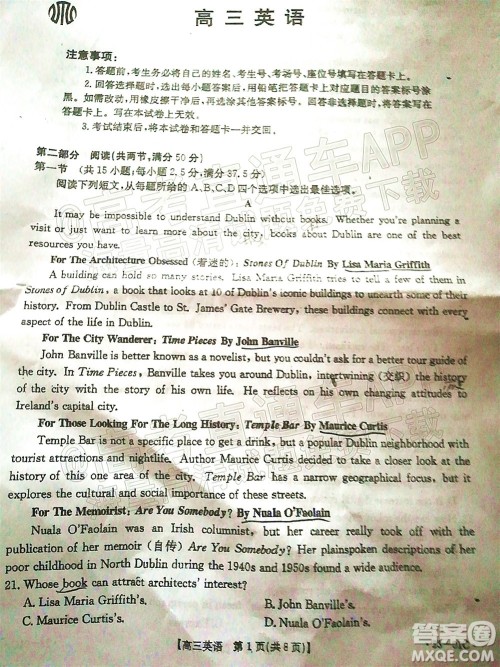 高三英语
注意事项：
1. 答题前，考生务必将自己的姓名、考生号、考场号、座位号填写在答题卡上。
2. 回答选择题时，选出每小题答案后，用铅笔把答题卡上对应题目的答案标号涂
黑。如需改动，用橡皮擦干净后，再选涂其他答案标号。回答非选择题时，将答案写在
答题卡上。写在本试卷上无效。
3. 考试结束后，将本试卷和答题卡一并交回。
第二部分 阅读(共两节，满分50分)
第一节 (共15小题；每小题2.5分，满分37.5分)
阅读下列短文，从每题所给的A、B、C、D四个选项中选出最佳选项。
A
It may be impossible to understand Dublin without books. Whether you're planning a
visit or just want to learn more about the city, books about Dublin are one of the best
resources you have.
For the Architecture Obsessed (着迷的): Stones Of Dublin By Lisa Maria Griffith
A building can hold so many stories. Lisa Maria Griffith tries to tell a few of them in
Stones of Dublin, a book that looks at 10 of Dublin's iconic buildings to unearth some of their
history. From Dublin Castle to St. James' Gate Brewery, these buildings connect with every
aspect of the life in Dublin.
For the City Wanderer: Time Pieces By John Banville
John Banville is better known as a novelist, but you couldn't ask for a better tour guide of
the city. In Time Pieces, Banville takes you around Dublin, intertwining (交织) the history
of the city with the story of his own life. He reflects on his own changing attitudes to
Ireland's capital city.
For Those Looking For The Long History: Temple Bar By Maurice Curtis
Temple Bar is not a specific place to get a drink, but a popular Dublin neighborhood with
tourist attractions and nightlife. Author Maurice Curtis decided to take a closer look at the
history of this iconic area. Temple Bar has a narrow geographical focus, but it
explores the cultural and social importance of these streets.
For The Memoirist: Are You Somebody? By Nuala O'Faolain
Nuala O'Faolain was an Irish columnist, but her career really took off with the
publication of her memoir (自传) Are You Somebody? Her plainspoken descriptions of her
poor childhood in North Dublin during the 1940s and 1950s found a wide audience.
21. Whose book can attract architects' interest?
A. Lisa Maria Griffith's. B. John Banville's.
C. Maurice Curtis's. D. Nuala O'Faolain's.
【高三英语 第1页(共8页)】
答案圈
MXQE.COM